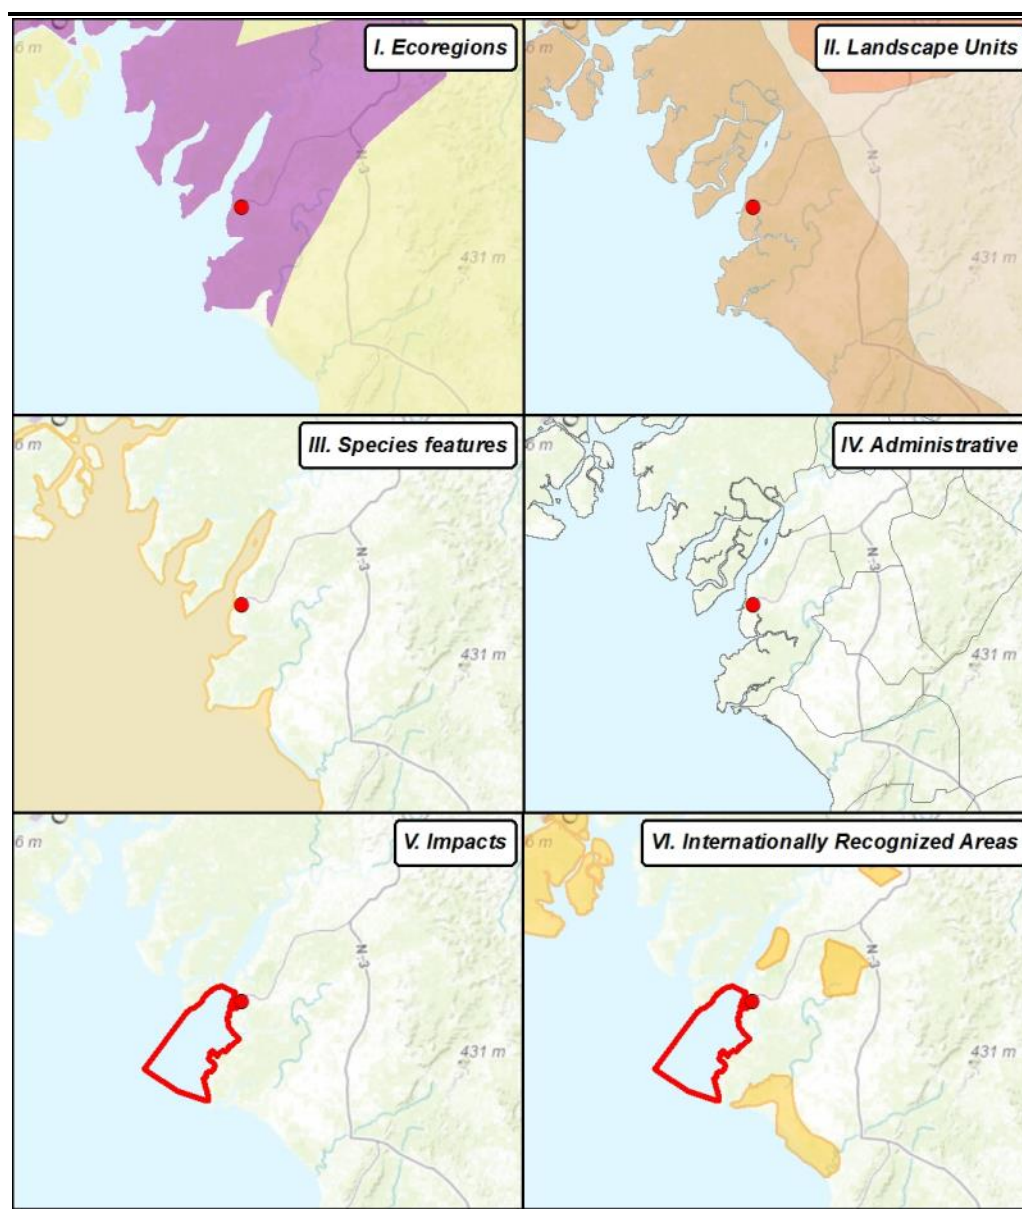 6 m
I. Ecoregions
N-3
431 m
6 m
II. Landscape Units
N-3
431 m
6 m
III. Species features
N-3
431 m
6 m
IV. Administrative
N-3
431 m
6 m
V. Impacts
N-3
431 m
6 m
VI. Internationally Recognized Areas
N-3
431 m